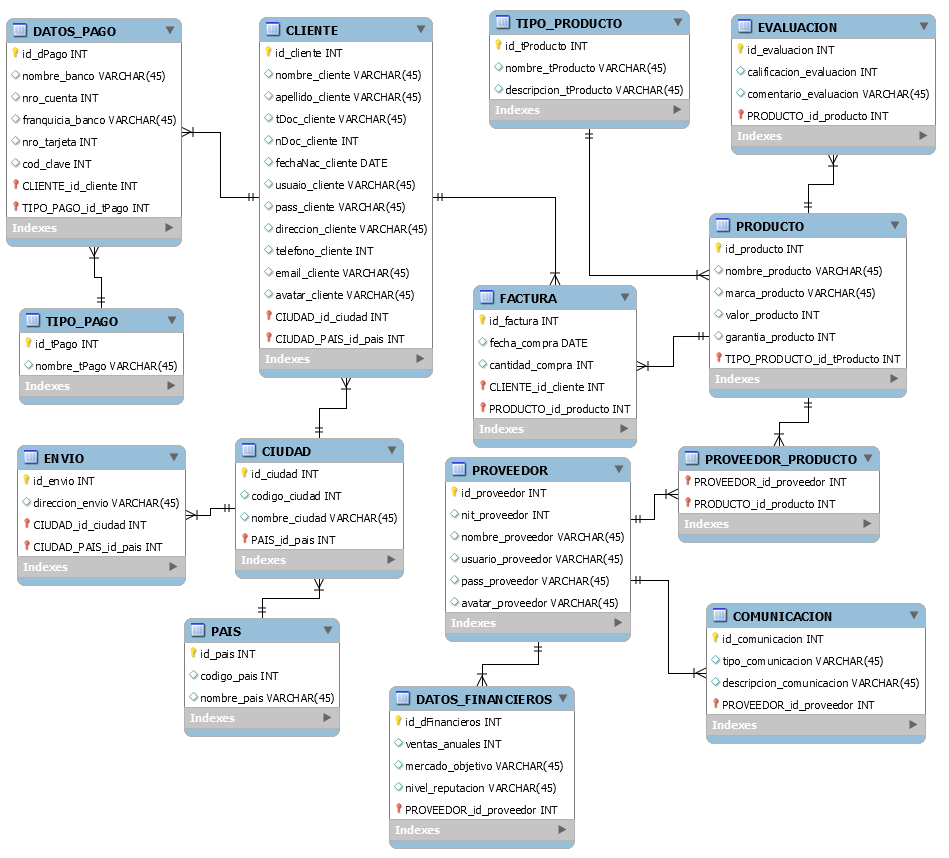 DATOS_PAGO
id_dPago INT
nombre_banco VARCHAR(45)
nro_cuenta INT
franquicia_banco VARCHAR(45)
nro_tarjeta INT
cod_clave INT
CLIENTE_id_cliente INT
TIPO_PAGO_id_tPago INT
Indexes
CLIENTE
id_cliente INT
nombre_cliente VARCHAR(45)
apellido_cliente VARCHAR(45)
tDoc_cliente VARCHAR(45)
nDoc_cliente INT
fechaNac_cliente DATE
usuaio_cliente VARCHAR(45)
pass_cliente VARCHAR(45)
direccion_cliente VARCHAR(45)
telefono_cliente INT
email_cliente VARCHAR(45)
avatar_cliente VARCHAR(45)
CIUDAD_id_ciudad INT
CIUDAD_PAIS_id_pais INT
Indexes
TIPO_PRODUCTO
id_tProducto INT
nombre_tProducto VARCHAR(45)
descripcion_tProducto VARCHAR(45)
Indexes
EVALUACION
id_evaluacion INT
calificacion_evaluacion INT
comentario_evaluacion VARCHAR(45)
PRODUCTO_id_producto INT
Indexes
PRODUCTO
id_producto INT
nombre_producto VARCHAR(45)
marca_producto VARCHAR(45)
valor_producto INT
garantia_producto INT
TIPO_PRODUCTO_id_tProducto INT
Indexes
FACTURA
id_factura INT
fecha_compra DATE
cantidad_compra INT
CLIENTE_id_cliente INT
PRODUCTO_id_producto INT
Indexes
TIPO_PAGO
id_tPago INT
nombre_tPago VARCHAR(45)
Indexes
ENVIO
id_envio INT
direccion_envio VARCHAR(45)
CIUDAD_id_ciudad INT
CIUDAD_PAIS_id_pais INT
Indexes
CIUDAD
id_ciudad INT
codigo_ciudad INT
nombre_ciudad VARCHAR(45)
PAIS_id_pais INT
Indexes
PROVEEDOR
id_proveedor INT
nit_proveedor INT
nombre_proveedor VARCHAR(45)
usuario_proveedor VARCHAR(45)
pass_proveedor VARCHAR(45)
avatar_proveedor VARCHAR(45)
Indexes
PROVEEDOR_PRODUCTO
PROVEEDOR_id_proveedor INT
PRODUCTO_id_producto INT
Indexes
PAIS
id_pais INT
codigo_pais INT
nombre_pais VARCHAR(45)
Indexes
COMUNICACION
id_comunicacion INT
tipo_comunicacion VARCHAR(45)
descripcion_comunicacion VARCHAR(45)
PROVEEDOR_id_proveedor INT
Indexes
DATOS_FINANCIEROS
id_dFinancieros INT
ventas_anuales INT
mercado_objetivo VARCHAR(45)
nivel_reputacion VARCHAR(45)
PROVEEDOR_id_proveedor INT
Indexes